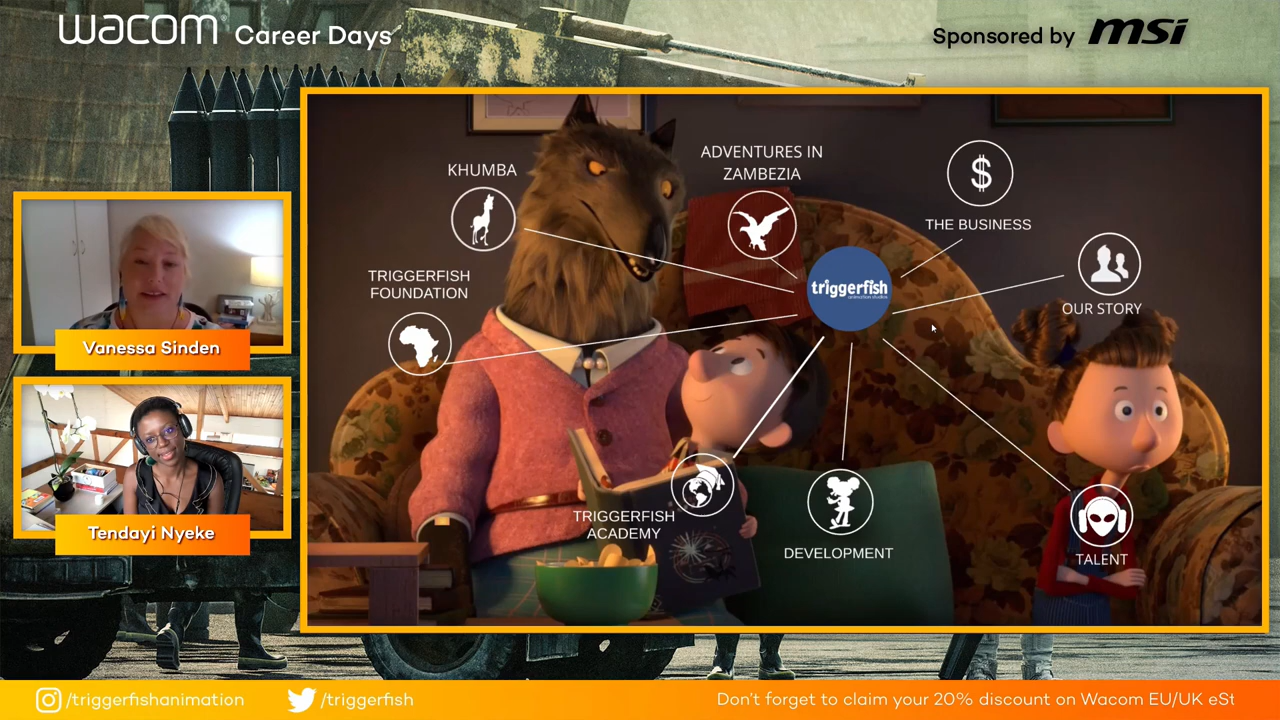 wacom Career Days
Sponsored by msi
KHUMBA
ADVENTURES IN
ZAMBEZIA
THE BUSINESS
TRIGGERFISH
FOUNDATION
triggerfish
animation studios
OUR STORY
Vanessa Sinden
TRIGGERFISH
ACADEMY
DEVELOPMENT
TALENT
Tendayi Nyeke
/triggerfishanimation
/triggerfish
Don't forget to claim your 20% discount on Wacom EU/UK eSt